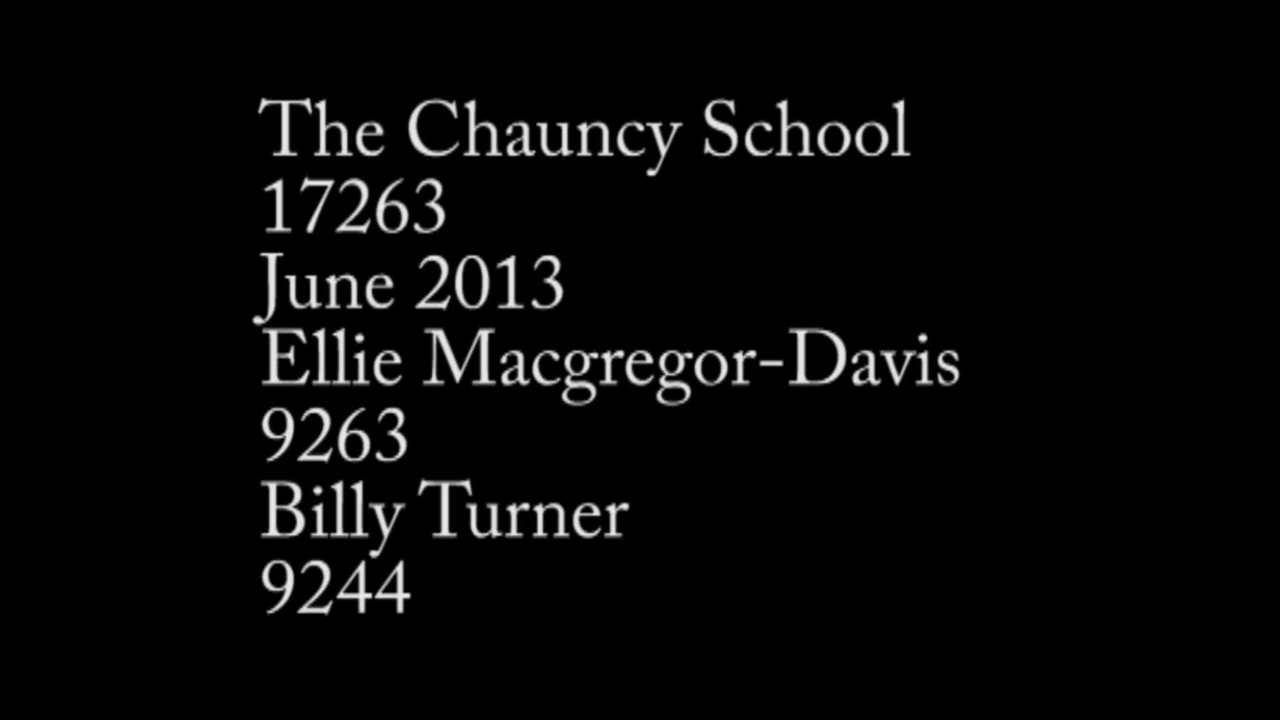 The Chauncy School
17263
June 2013
Ellie Macgregor-Davis
9263
Billy Turner
9244